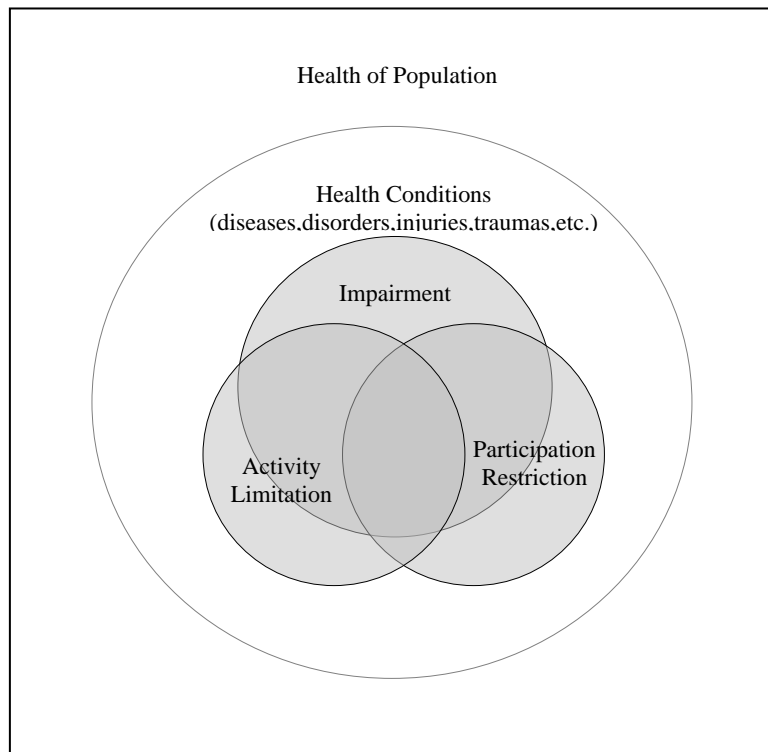 Health of Population
Health Conditions
(diseases,disorders,injuries,traumas,etc.)
Impairment
Participation
Restriction
Activity
Limitation